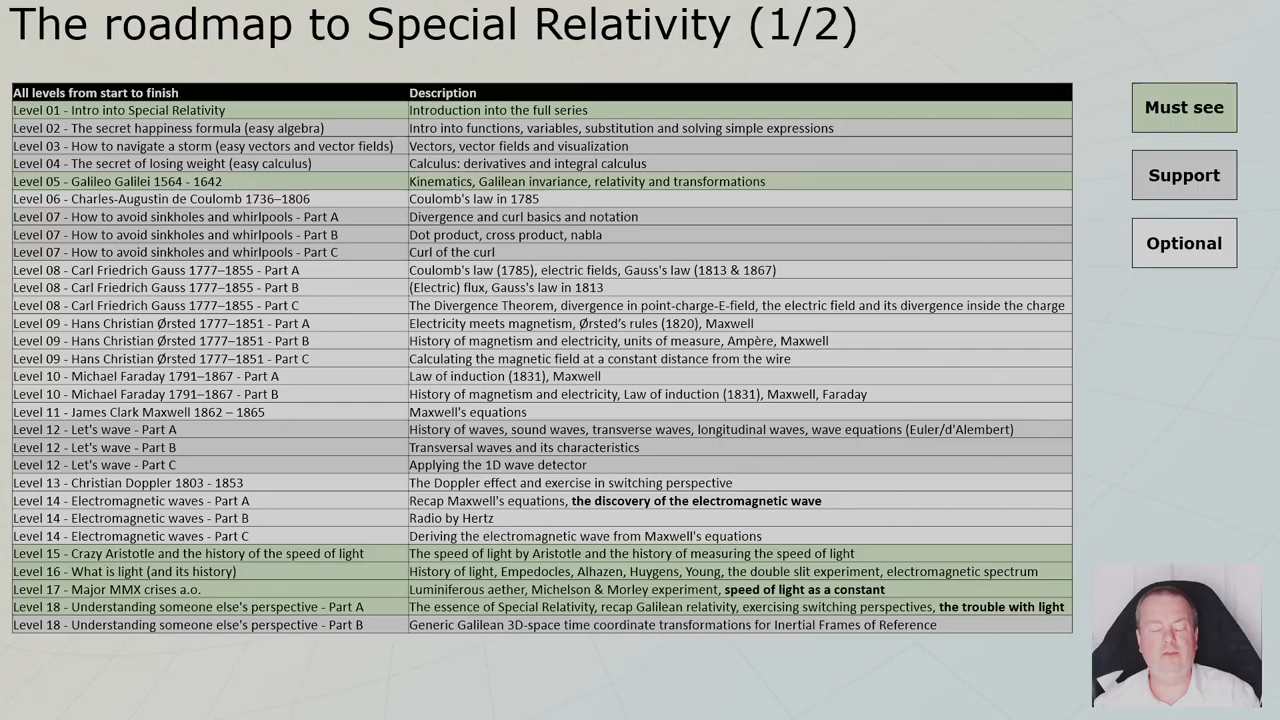 The roadmap to Special Relativity (1/2)
All levels from start to finish Description
Level 01 - Intro into Special Relativity Introduction into the full series
Level 02 - The secret happiness formula (easy algebra) Intro into functions, variables, substitution and solving simple expressions
Level 03 - How to navigate a storm (easy vectors and vector fields) Vectors, vector fields and visualization
Level 04 - The secret of losing weight (easy calculus) Calculus: derivatives and integral calculus
Level 05 - Galileo Galilei 1564 - 1642 Kinematics, Galilean invariance, relativity and transformations
Level 06 - Charles-Augustin de Coulomb 1736–1806 Coulomb's law in 1785
Level 07 - How to avoid sinkholes and whirlpools - Part A Divergence and curl basics and notation
Level 07 - How to avoid sinkholes and whirlpools - Part B Dot product, cross product, nabla
Level 07 - How to avoid sinkholes and whirlpools - Part C Curl of the curl
Level 08 - Carl Friedrich Gauss 1777–1855 - Part A Coulomb's law (1785), electric fields, Gauss's law (1813 & 1867)
Level 08 - Carl Friedrich Gauss 1777–1855 - Part B (Electric) flux, Gauss's law in 1813
Level 08 - Carl Friedrich Gauss 1777–1855 - Part C The Divergence Theorem, divergence in point-charge-E-field, the electric field and its divergence inside the charge
Level 09 - Hans Christian Ørsted 1777–1851 - Part A Electricity meets magnetism, Ørsted’s rules (1820), Maxwell
Level 09 - Hans Christian Ørsted 1777–1851 - Part B History of magnetism and electricity, units of measure, Ampère, Maxwell
Level 09 - Hans Christian Ørsted 1777–1851 - Part C Calculating the magnetic field at a constant distance from the wire
Level 10 - Michael Faraday 1791–1867 - Part A Law of induction (1831), Maxwell
Level 10 - Michael Faraday 1791–1867 - Part B History of magnetism and electricity, Law of induction (1831), Maxwell, Faraday
Level 11 - James Clark Maxwell 1862 – 1865 Maxwell's equations
Level 12 - Let's wave - Part A History of waves, sound waves, transverse waves, longitudinal waves, wave equations (Euler/d'Alembert)
Level 12 - Let's wave - Part B Transversal waves and its characteristics
Level 12 - Let's wave - Part C Applying the 1D wave detector
Level 13 - Christian Doppler 1803 - 1853 The Doppler effect and exercise in switching perspective
Level 14 - Electromagnetic waves - Part A Recap Maxwell's equations, the discovery of the electromagnetic wave
Level 14 - Electromagnetic waves - Part B Radio by Hertz
Level 14 - Electromagnetic waves - Part C Deriving the electromagnetic wave from Maxwell's equations
Level 15 - Crazy Aristotle and the history of the speed of light The speed of light by Aristotle and the history of measuring the speed of light
Level 16 - What is light (and its history) History of light, Empedocles, Alhazen, Huygens, Young, the double slit experiment, electromagnetic spectrum
Level 17 - Major MMX crises a.o. Luminiferous aether, Michelson & Morley experiment, speed of light as a constant
Level 18 - Understanding someone else's perspective - Part A The essence of Special Relativity, recap Galilean relativity, exercising switching perspectives, the trouble with light
Level 18 - Understanding someone else's perspective - Part B Generic Galilean 3D-space time coordinate transformations for Inertial Frames of Reference
Must see
Support
Optional